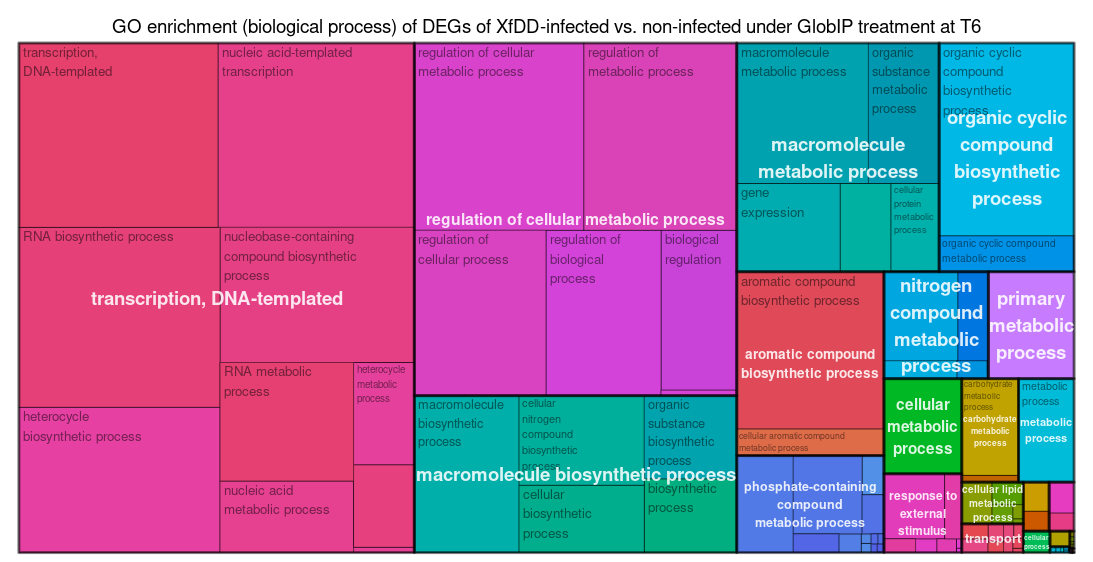 GO enrichment (biological process) of DEGs of XfDD-infected vs. non-infected under GlobIP treatment at T6
transcription,
DNA-templated
nucleic acid-templated
transcription
RNA biosynthetic process
nucleobase-containing
compound biosynthetic
process
transcription, DNA-templated
RNA metabolic
process
heterocycle
metabolic
process
heterocycle
biosynthetic process
nucleic acid
metabolic process
regulation of cellular
metabolic process
regulation of
metabolic process
regulation of cellular metabolic process
regulation of
cellular process
regulation of
biological
process
biological
regulation
macromolecule
biosynthetic
process
cellular
nitrogen
compound
biosynthetic
process
organic
substance
biosynthetic
process
macromolecule biosynthetic process
cellular
biosynthetic
process
biosynthetic
process
macromolecule
metabolic process
organic
substance
metabolic
process
macromolecule
metabolic process
gene
expression
cellular
protein
metabolic
process
organic cyclic
compound
biosynthetic
process
organic cyclic
compound
biosynthetic
process
organic cyclic compound
metabolic process
aromatic compound
biosynthetic process
aromatic compound
biosynthetic process
cellular aromatic compound
metabolic process
nitrogen
compound
metabolic
process
primary
metabolic
process
cellular
metabolic
process
carbohydrate
metabolic
process
carbohydrate
metabolic
process
metabolic
process
metabolic
process
phosphate-containing
compound
metabolic process
response to
external
stimulus
cellular lipid
metabolic
process
transport
cellular
process